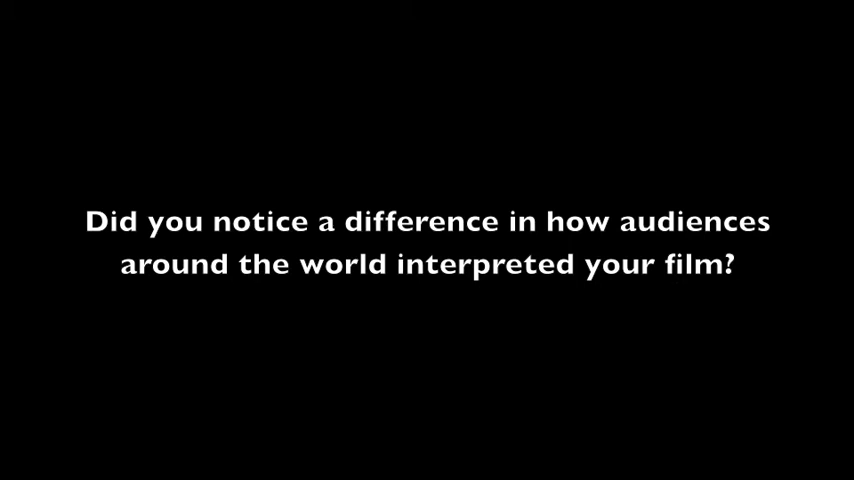 Did you notice a difference in how audiences
around the world interpreted your film?